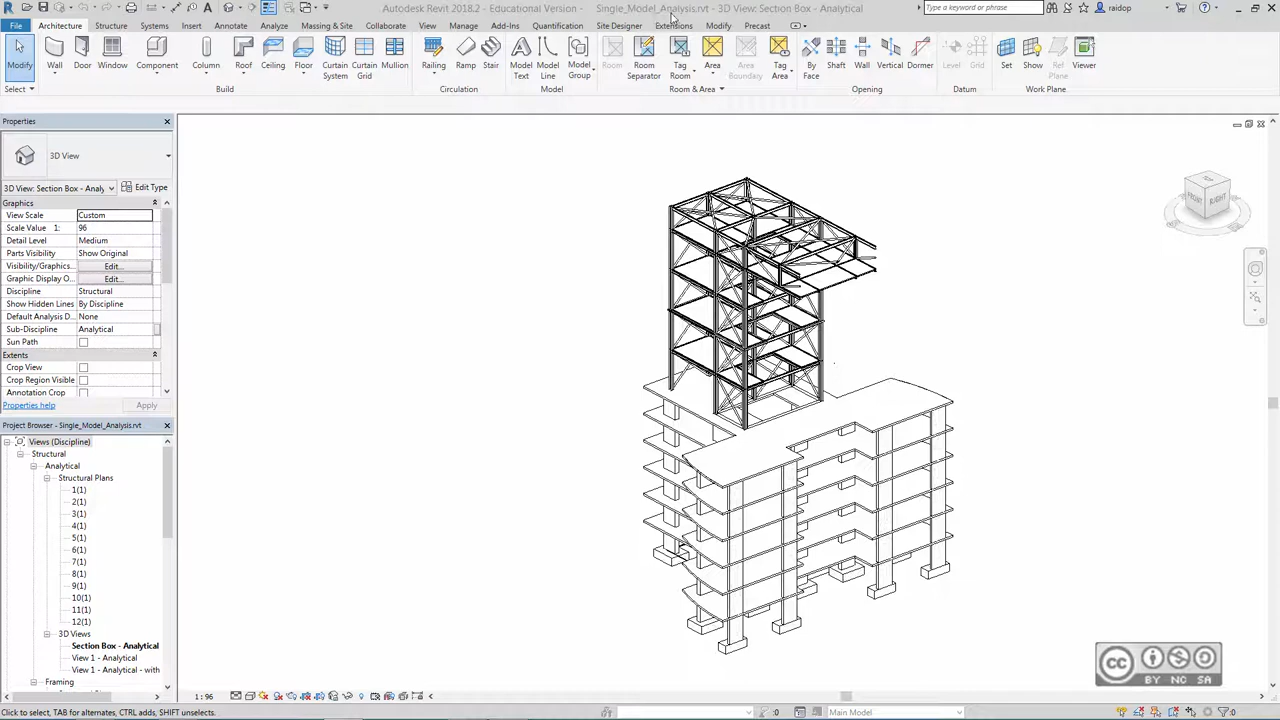 Autodesk Revit 2018.2 - Educational Version - Single_Model_Analysis.rvt - 3D View: Section Box - Analytical
Type a keyword or phrase
raidop
File Architecture Structure Systems Insert Annotate Analyze Massing & Site Collaborate View Manage Add-Ins Quantification Site Designer Extensions Modify Precast
Modify Wall Door Window Component Column Roof Ceiling Floor Curtain System Curtain Grid Mullion Railing Ramp Stair Model Text Model Line Model Group Room Room Separator Tag Room Area Area Boundary Tag Area By Face Shaft Wall Vertical Dormer Level Grid Set Show Ref Plane Viewer
Select Build Circulation Model Room & Area Opening Datum Work Plane
Properties
3D View
3D View: Section Box - Analy
Edit Type
Graphics
View Scale Custom
Scale Value 1: 96
Detail Level Medium
Parts Visibility Show Original
Visibility/Graphics... Edit...
Graphic Display O... Edit...
Discipline Structural
Show Hidden Lines By Discipline
Default Analysis D... None
Sub-Discipline Analytical
Sun Path
Extents
Crop View
Crop Region Visible
Annotation Crop
Properties help Apply
Project Browser - Single_Model_Analysis.rvt
Views (Discipline)
Structural
Analytical
Structural Plans
1(1)
2(1)
3(1)
4(1)
5(1)
6(1)
7(1)
8(1)
9(1)
10(1)
11(1)
12(1)
3D Views
Section Box - Analytical
View 1 - Analytical
View 1 - Analytical - with
Framing
TOP
FRONT RIGHT
1 : 96
CC BY NC SA
Click to select, TAB for alternates, CTRL adds, SHIFT unselects.
:0
Main Model
:0